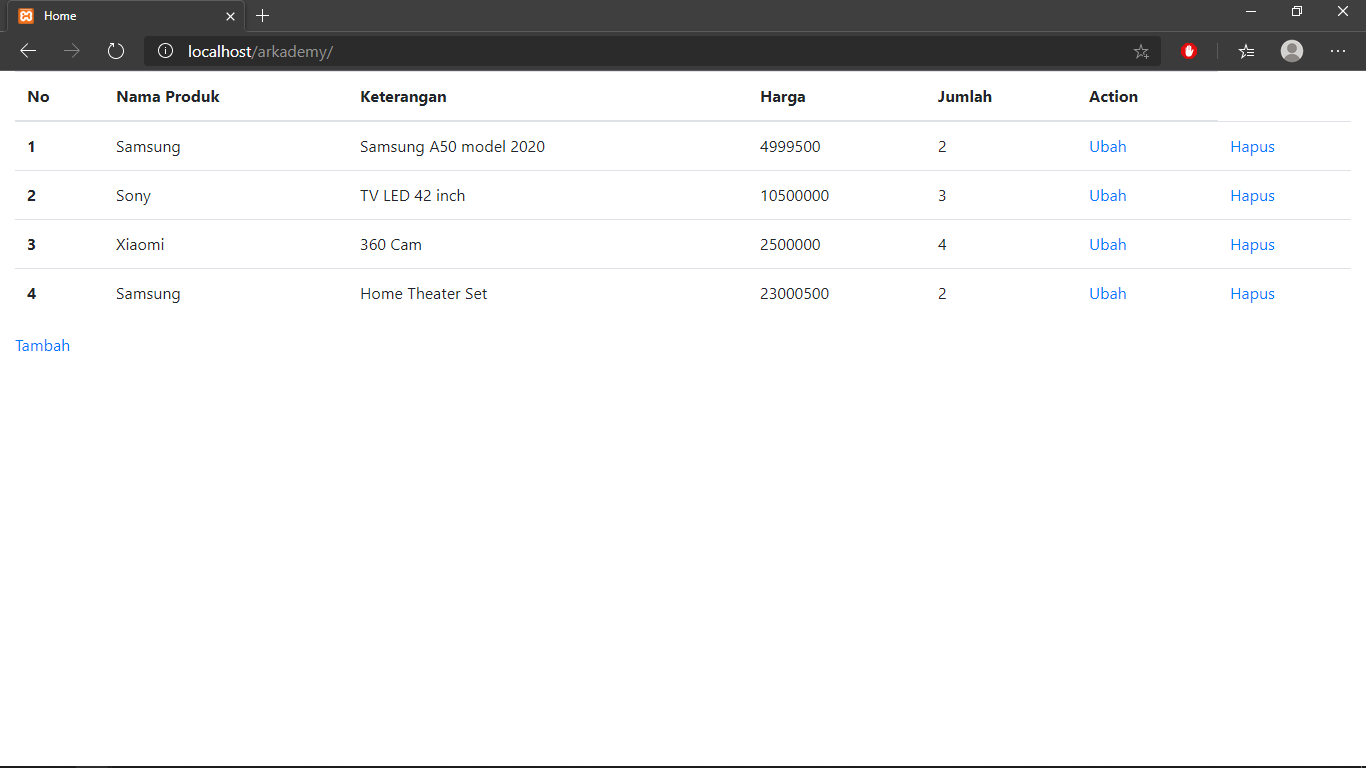 Home
localhost/arkademy/
No Nama Produk Keterangan Harga Jumlah Action
1 Samsung Samsung A50 model 2020 4999500 2 Ubah Hapus
2 Sony TV LED 42 inch 10500000 3 Ubah Hapus
3 Xiaomi 360 Cam 2500000 4 Ubah Hapus
4 Samsung Home Theater Set 23000500 2 Ubah Hapus
Tambah